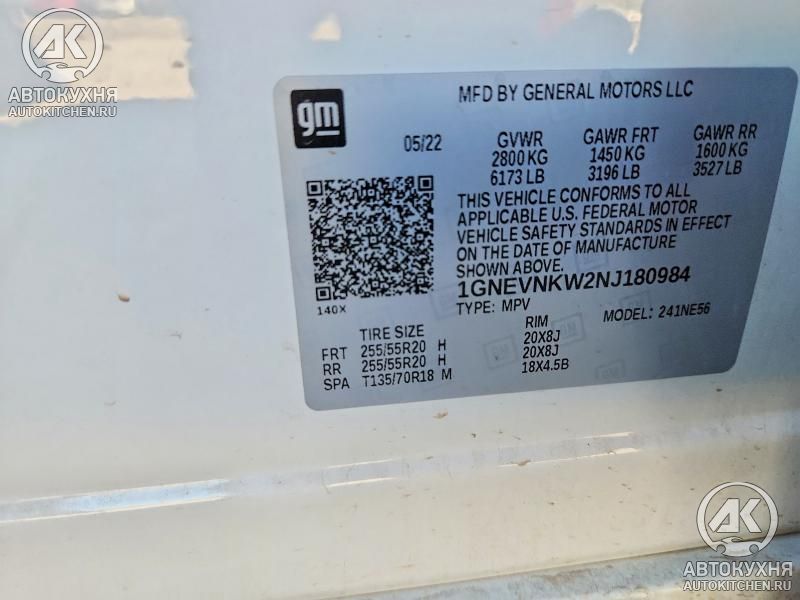 АК
АВТОКУХНЯ
AUTOKITCHEN.RU
gm
MFD BY GENERAL MOTORS LLC
05/22
GVWR GAWR FRT GAWR RR
2800 KG 1450 KG 1600 KG
6173 LB 3196 LB 3527 LB
THIS VEHICLE CONFORMS TO ALL
APPLICABLE U.S. FEDERAL MOTOR
VEHICLE SAFETY STANDARDS IN EFFECT
ON THE DATE OF MANUFACTURE
SHOWN ABOVE.
1GNEVNKW2NJ180984
140X
TYPE: MPV MODEL: 241NE56
TIRE SIZE RIM
FRT 255/55R20 H 20X8J
RR 255/55R20 H 20X8J
SPA T135/70R18 M 18X4.5B
АК
АВТОКУХНЯ
AUTOKITCHEN.RU